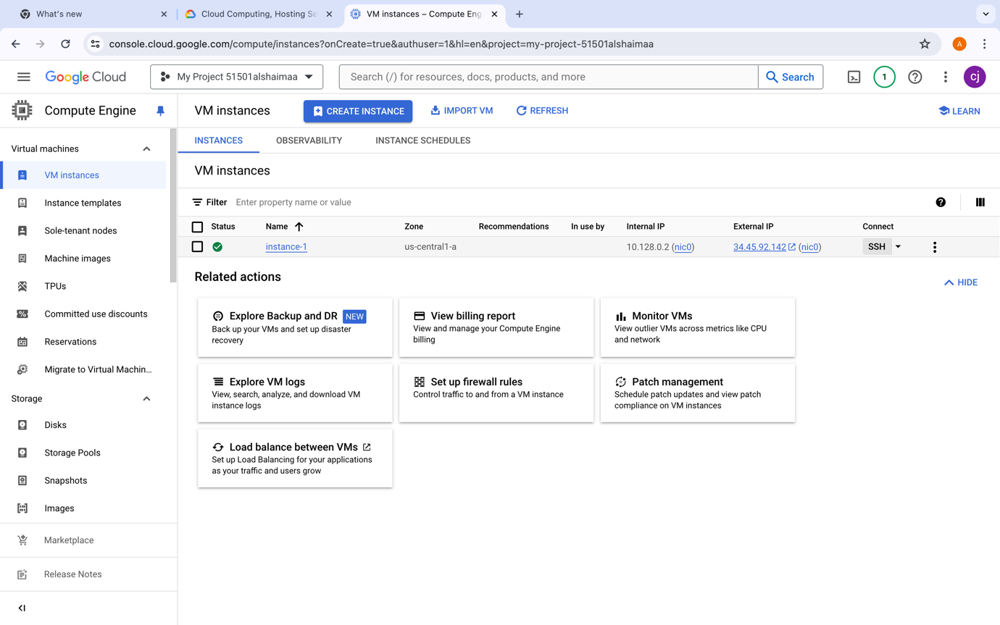 What's new
Cloud Computing, Hosting Se
VM instances – Compute Eng
console.cloud.google.com/compute/instances?onCreate=true&authuser=1&hl=en&project=my-project-51501alshaimaa
A
Google Cloud
My Project 51501alshaimaa
Search (/) for resources, docs, products, and more
Search
1
cj
Compute Engine
VM instances
CREATE INSTANCE
IMPORT VM
REFRESH
LEARN
Virtual machines
VM instances
Instance templates
Sole-tenant nodes
Machine images
TPUs
Committed use discounts
Reservations
Migrate to Virtual Machin...
Storage
Disks
Storage Pools
Snapshots
Images
Marketplace
Release Notes
INSTANCES
OBSERVABILITY
INSTANCE SCHEDULES
VM instances
Filter
Enter property name or value
Status Name Zone Recommendations In use by Internal IP External IP Connect
instance-1 us-central1-a 10.128.0.2 (nic0) 34.45.92.142 (nic0) SSH
Related actions
HIDE
Explore Backup and DR NEW
Back up your VMs and set up disaster
recovery
View billing report
View and manage your Compute Engine
billing
Monitor VMs
View outlier VMs across metrics like CPU
and network
Explore VM logs
View, search, analyze, and download VM
instance logs
Set up firewall rules
Control traffic to and from a VM instance
Patch management
Schedule patch updates and view patch
compliance on VM instances
Load balance between VMs
Set up Load Balancing for your applications
as your traffic and users grow